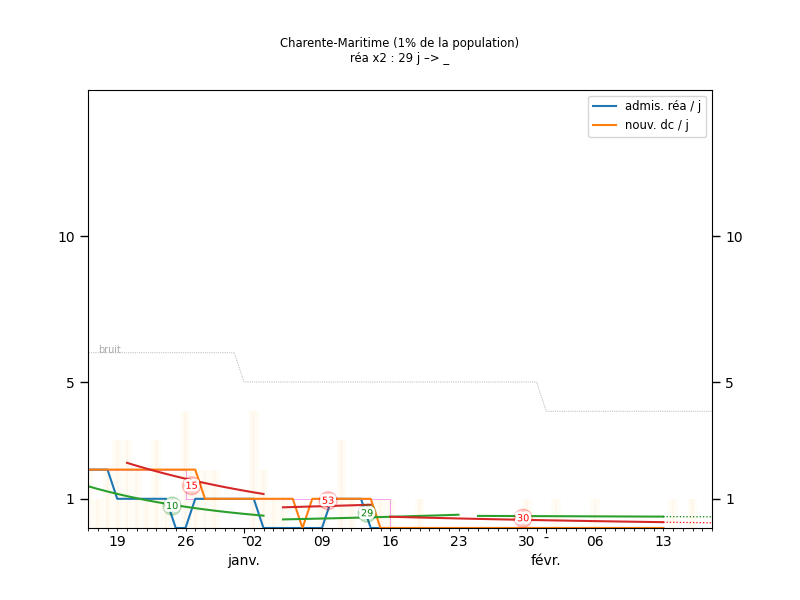 Charente-Maritime (1% de la population)
réa x2 : 29 j –> _
admis. réa / j
nouv. dc / j
10
10
bruit
5
5
15
10
53
29
30
1
1
19
26
02
09
16
23
30
06
13
janv.
févr.